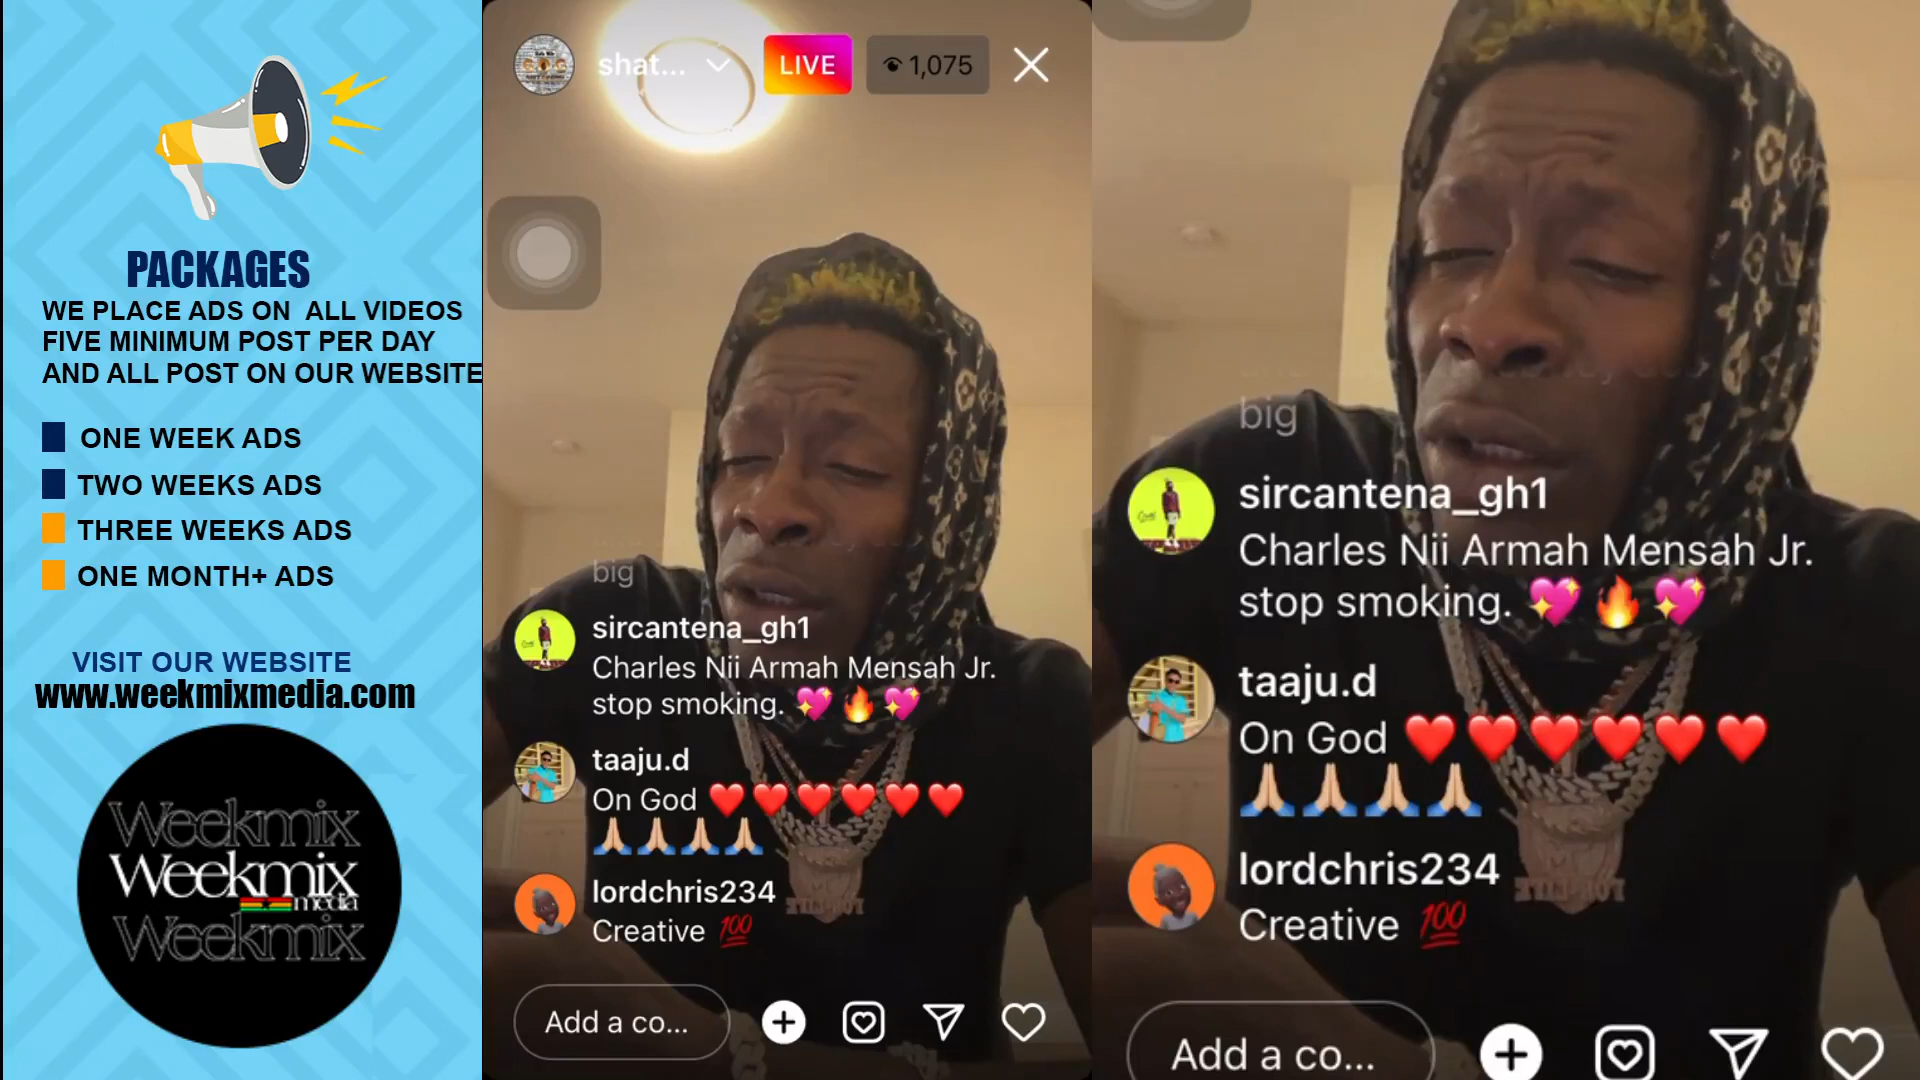 PACKAGES
WE PLACE ADS ON ALL VIDEOS
FIVE MINIMUM POST PER DAY
AND ALL POST ON OUR WEBSITE
ONE WEEK ADS
TWO WEEKS ADS
THREE WEEKS ADS
ONE MONTH+ ADS
VISIT OUR WEBSITE
www.weekmixmedia.com
Weekmix
Weekmix
media
Weekmix
shat...
LIVE
1,075
big
sircantena_gh1
Charles Nii Armah Mensah Jr.
stop smoking. 💖 🔥 💖
taaju.d
On God ❤️ ❤️ ❤️ ❤️ ❤️ ❤️
🙏🏻 🙏🏻 🙏🏻 🙏🏻
lordchris234
Creative 💯
Add a co...
big
sircantena_gh1
Charles Nii Armah Mensah Jr.
stop smoking. 💖 🔥 💖
taaju.d
On God ❤️ ❤️ ❤️ ❤️ ❤️ ❤️
🙏🏻 🙏🏻 🙏🏻 🙏🏻
lordchris234
Creative 💯
Add a co...